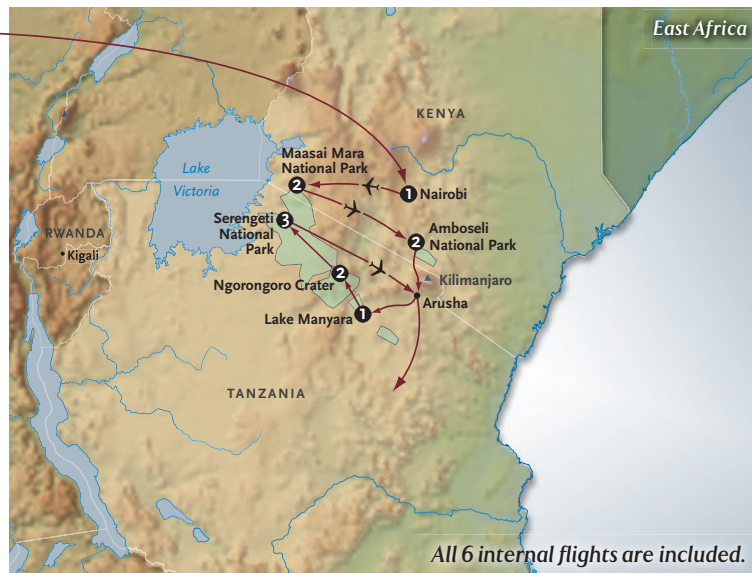 East Africa
KENYA
Maasai Mara
National Park
2
1
Nairobi
Lake
Victoria
Serengeti
National
Park
3
2
Amboseli
National Park
RWANDA
Kigali
Ngorongoro Crater
2
Kilimanjaro
Arusha
Lake Manyara
1
TANZANIA
All 6 internal flights are included.